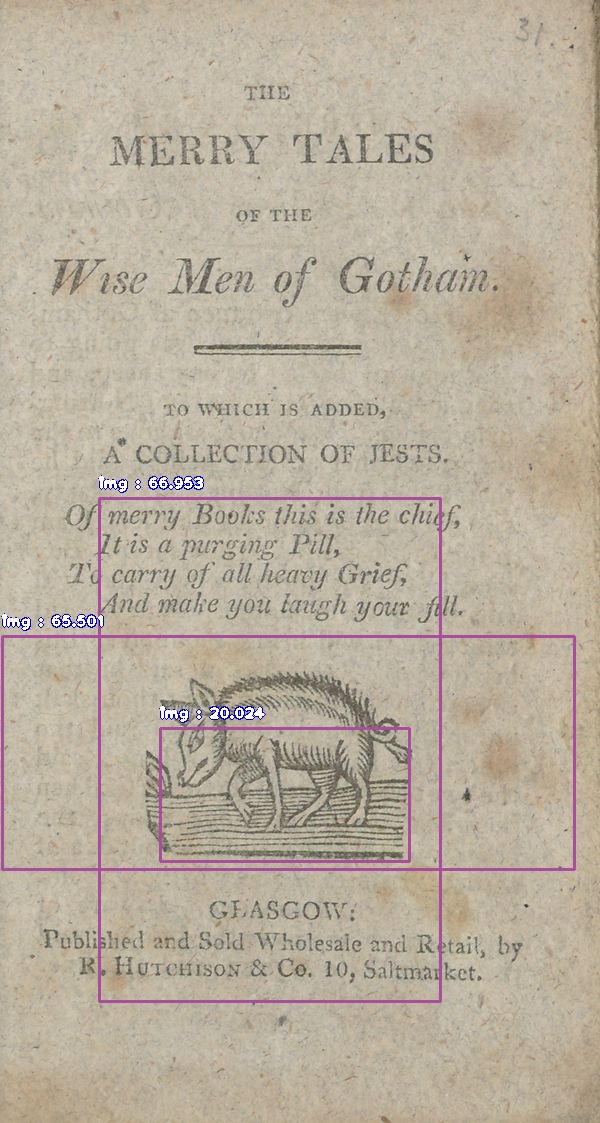 31.
THE
MERRY TALES
OF THE
Wise Men of Gotham.
TO WHICH IS ADDED,
A COLLECTION OF JESTS.
img : 66.953
Of merry Books this is the chief,
It is a purging Pill,
To carry of all heavy Grief,
And make you laugh your fill.
img : 65.501
img : 20.024
GLASGOW:
Published and Sold Wholesale and Retail, by
R. HUTCHISON & Co. 10, Saltmarket.